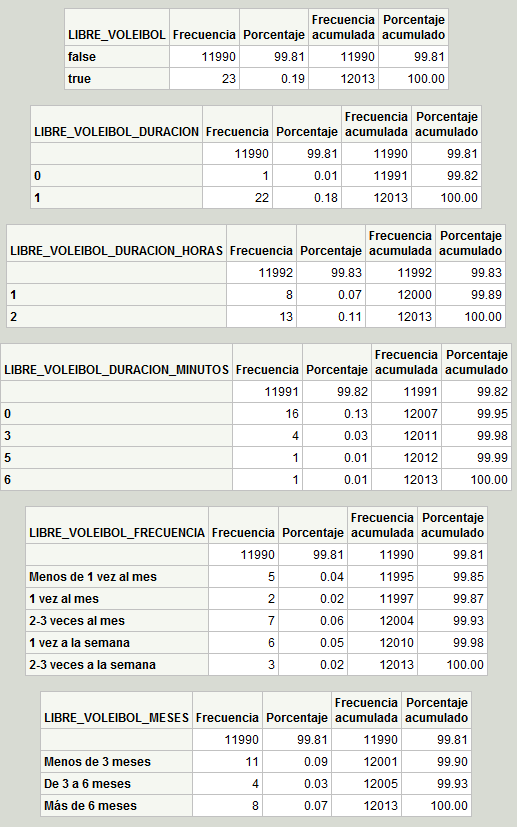 LIBRE_VOLEIBOL Frecuencia Porcentaje Frecuencia acumulada Porcentaje acumulado
false 11990 99.81 11990 99.81
true 23 0.19 12013 100.00
LIBRE_VOLEIBOL_DURACION Frecuencia Porcentaje Frecuencia acumulada Porcentaje acumulado
11990 99.81 11990 99.81
0 1 0.01 11991 99.82
1 22 0.18 12013 100.00
LIBRE_VOLEIBOL_DURACION_HORAS Frecuencia Porcentaje Frecuencia acumulada Porcentaje acumulado
11992 99.83 11992 99.83
1 8 0.07 12000 99.89
2 13 0.11 12013 100.00
LIBRE_VOLEIBOL_DURACION_MINUTOS Frecuencia Porcentaje Frecuencia acumulada Porcentaje acumulado
11991 99.82 11991 99.82
0 16 0.13 12007 99.95
3 4 0.03 12011 99.98
5 1 0.01 12012 99.99
6 1 0.01 12013 100.00
LIBRE_VOLEIBOL_FRECUENCIA Frecuencia Porcentaje Frecuencia acumulada Porcentaje acumulado
11990 99.81 11990 99.81
Menos de 1 vez al mes 5 0.04 11995 99.85
1 vez al mes 2 0.02 11997 99.87
2-3 veces al mes 7 0.06 12004 99.93
1 vez a la semana 6 0.05 12010 99.98
2-3 veces a la semana 3 0.02 12013 100.00
LIBRE_VOLEIBOL_MESES Frecuencia Porcentaje Frecuencia acumulada Porcentaje acumulado
11990 99.81 11990 99.81
Menos de 3 meses 11 0.09 12001 99.90
De 3 a 6 meses 4 0.03 12005 99.93
Más de 6 meses 8 0.07 12013 100.00